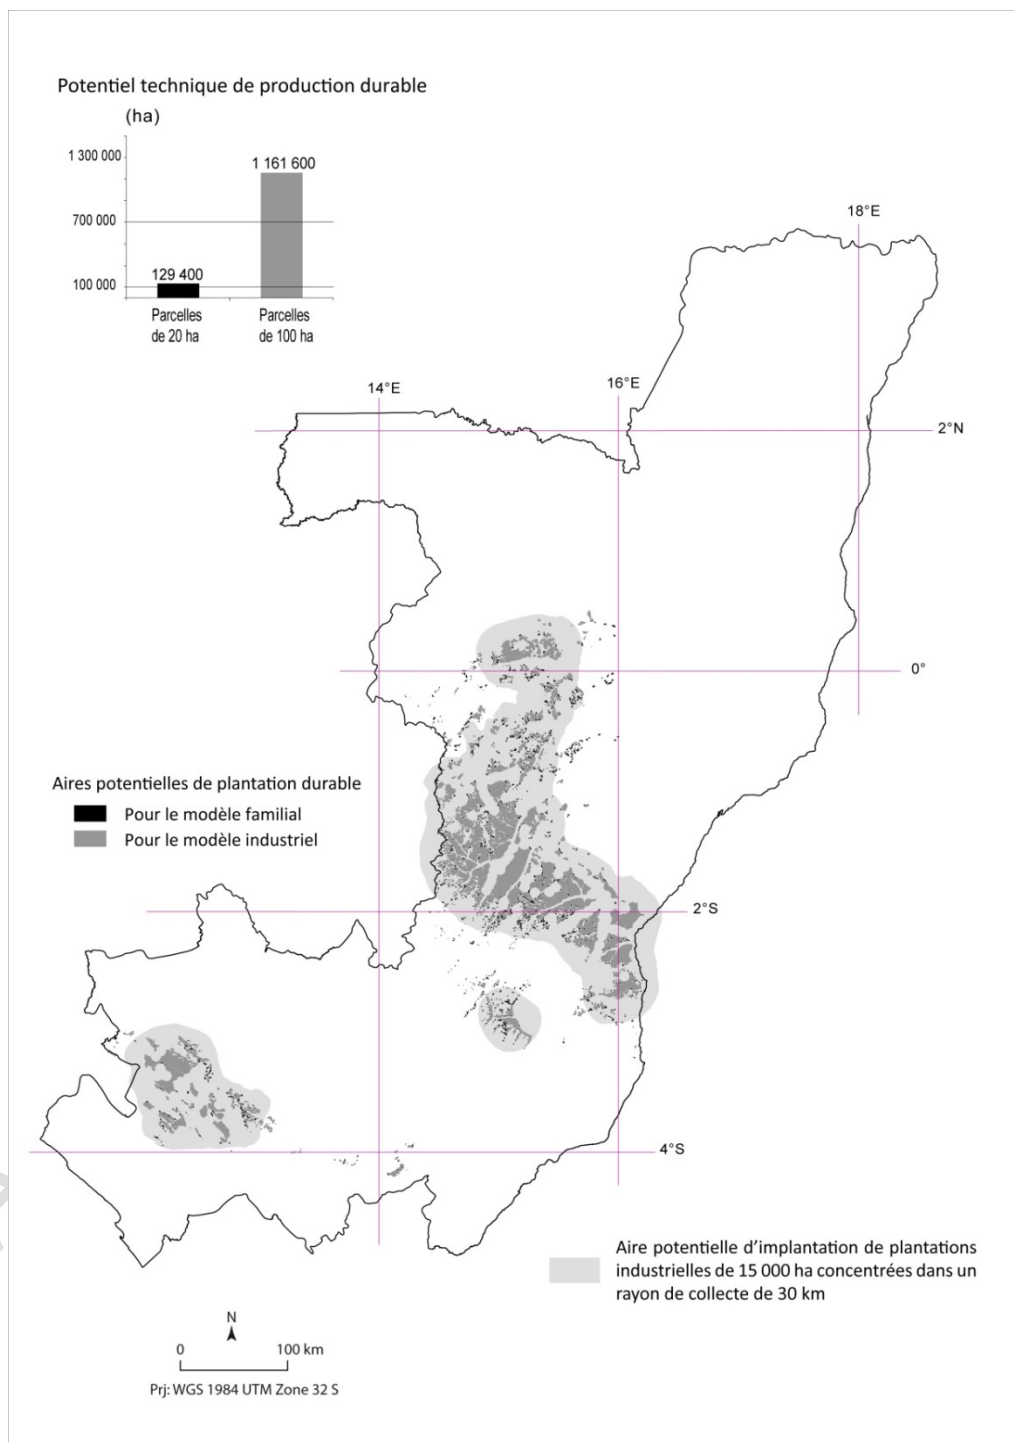 Potentiel technique de production durable
(ha)
1 300 000
1 161 600
700 000
129 400
100 000
Parcelles
de 20 ha
Parcelles
de 100 ha
18°E
14°E
16°E
2°N
0°
Aires potentielles de plantation durable
Pour le modèle familial
Pour le modèle industriel
2°S
4°S
Aire potentielle d'implantation de plantations
industrielles de 15 000 ha concentrées dans un
rayon de collecte de 30 km
N
0 100 km
Prj: WGS 1984 UTM Zone 32 S